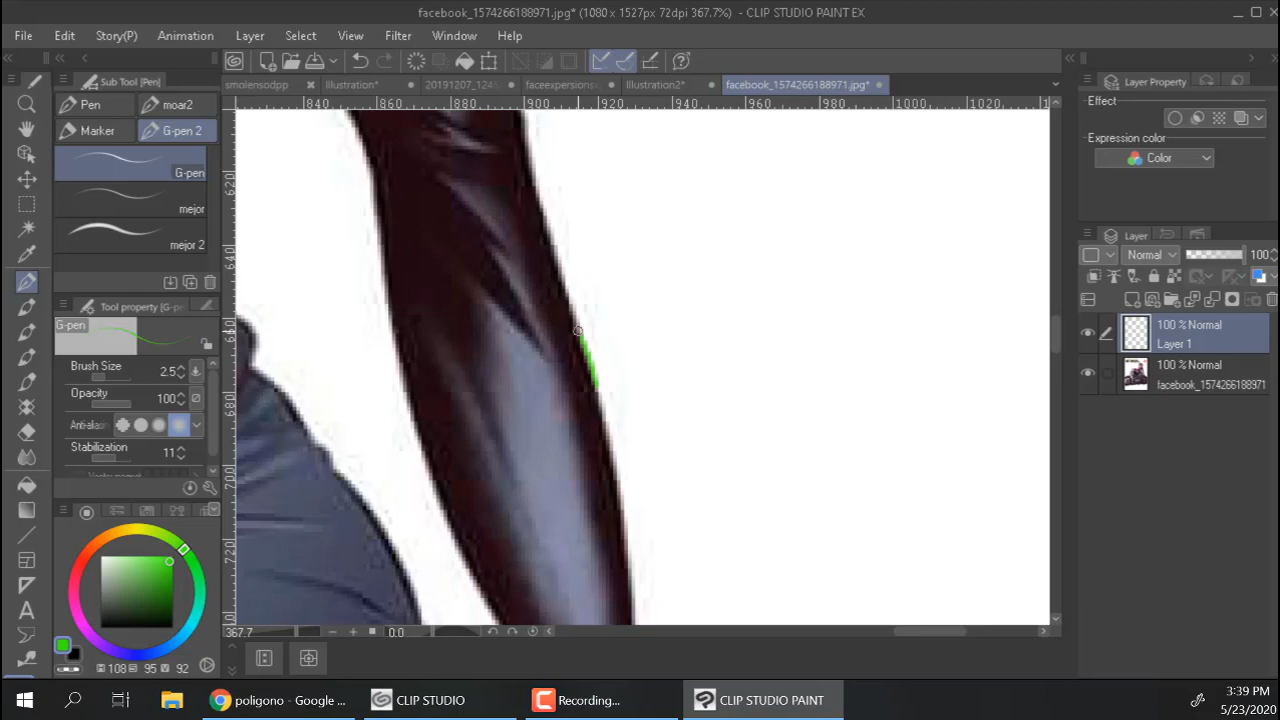 facebook_1574266188971.jpg* (1080 x 1527px 72dpi 367.7%) - CLIP STUDIO PAINT EX
File Edit Story(P) Animation Layer Select View Filter Window Help
Sub Tool [Pen]
smolensodpp Illustration* 20191207_124 faceexpersions Illustration2* facebook_1574266188971.jpg*
Layer Property
Pen moar2
Marker G-pen 2
840 860 880 900 920 940 960 980 1000 1020
Effect
Expression color
Color
G-pen
mejor
mejor 2
620
640
660
680
700
720
Layer
Normal 100
Tool property [G-pe
G-pen
Brush Size 2.5
Opacity 100
Anti-alias
Stabilization 11
100 % Normal
Layer 1
100 % Normal
facebook_1574266188971
367.7 0.0
H 108 S 95 V 92
poligono - Google ... CLIP STUDIO Recording... CLIP STUDIO PAINT
3:39 PM
5/23/2020